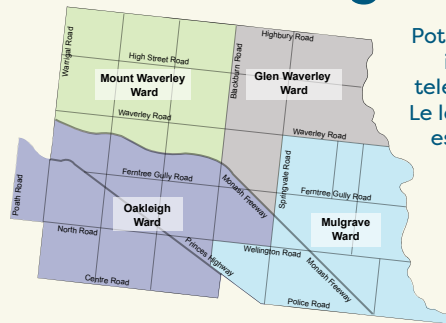 Highbury Road
Warrigal Road
High Street Road
Blackburn Road
Mount Waverley
Ward
Glen Waverley
Ward
Waverley Road
Waverley Road
Springvale Road
Ferntree Gully Road
Monash Freeway
Ferntree Gully Road
Poath Road
Oakleigh
Ward
Mulgrave
Ward
North Road
Princes Highway
Wellington Road
Monash Freeway
Centre Road
Police Road
Pot
i
tele
Le le
es